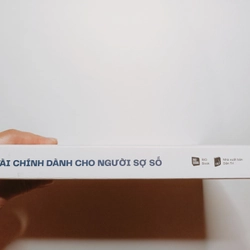 ÀI CHÍNH DÀNH CHO NGƯỜI SỢ SỐ